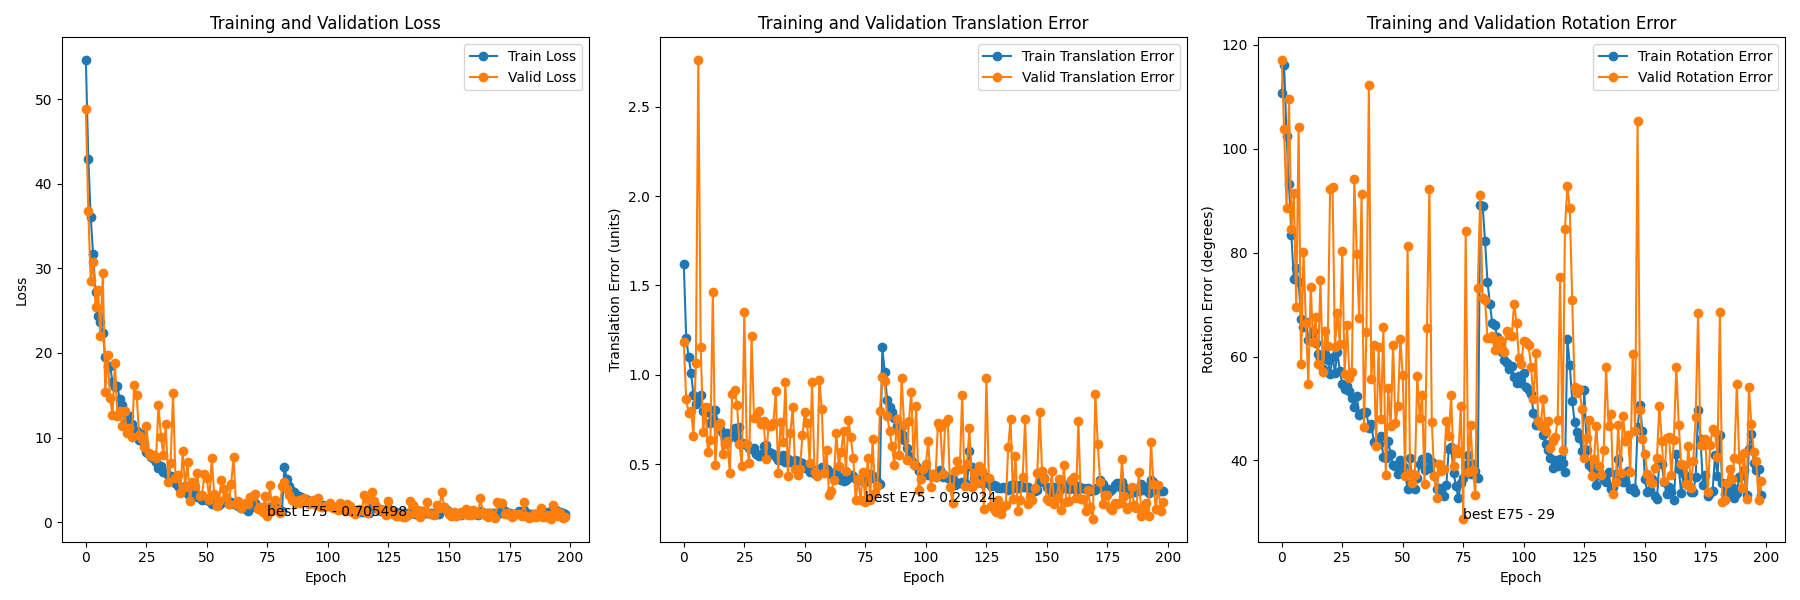 Training and Validation Loss
Train Loss
Valid Loss
50
40
30
20
10
0
Loss
best E75 - 0.705498
0 25 50 75 100 125 150 175 200
Epoch
Training and Validation Translation Error
Train Translation Error
Valid Translation Error
2.5
2.0
1.5
1.0
0.5
Translation Error (units)
best E75 - 0.29024
0 25 50 75 100 125 150 175 200
Epoch
Training and Validation Rotation Error
Train Rotation Error
Valid Rotation Error
120
100
80
60
40
Rotation Error (degrees)
best E75 - 29
0 25 50 75 100 125 150 175 200
Epoch